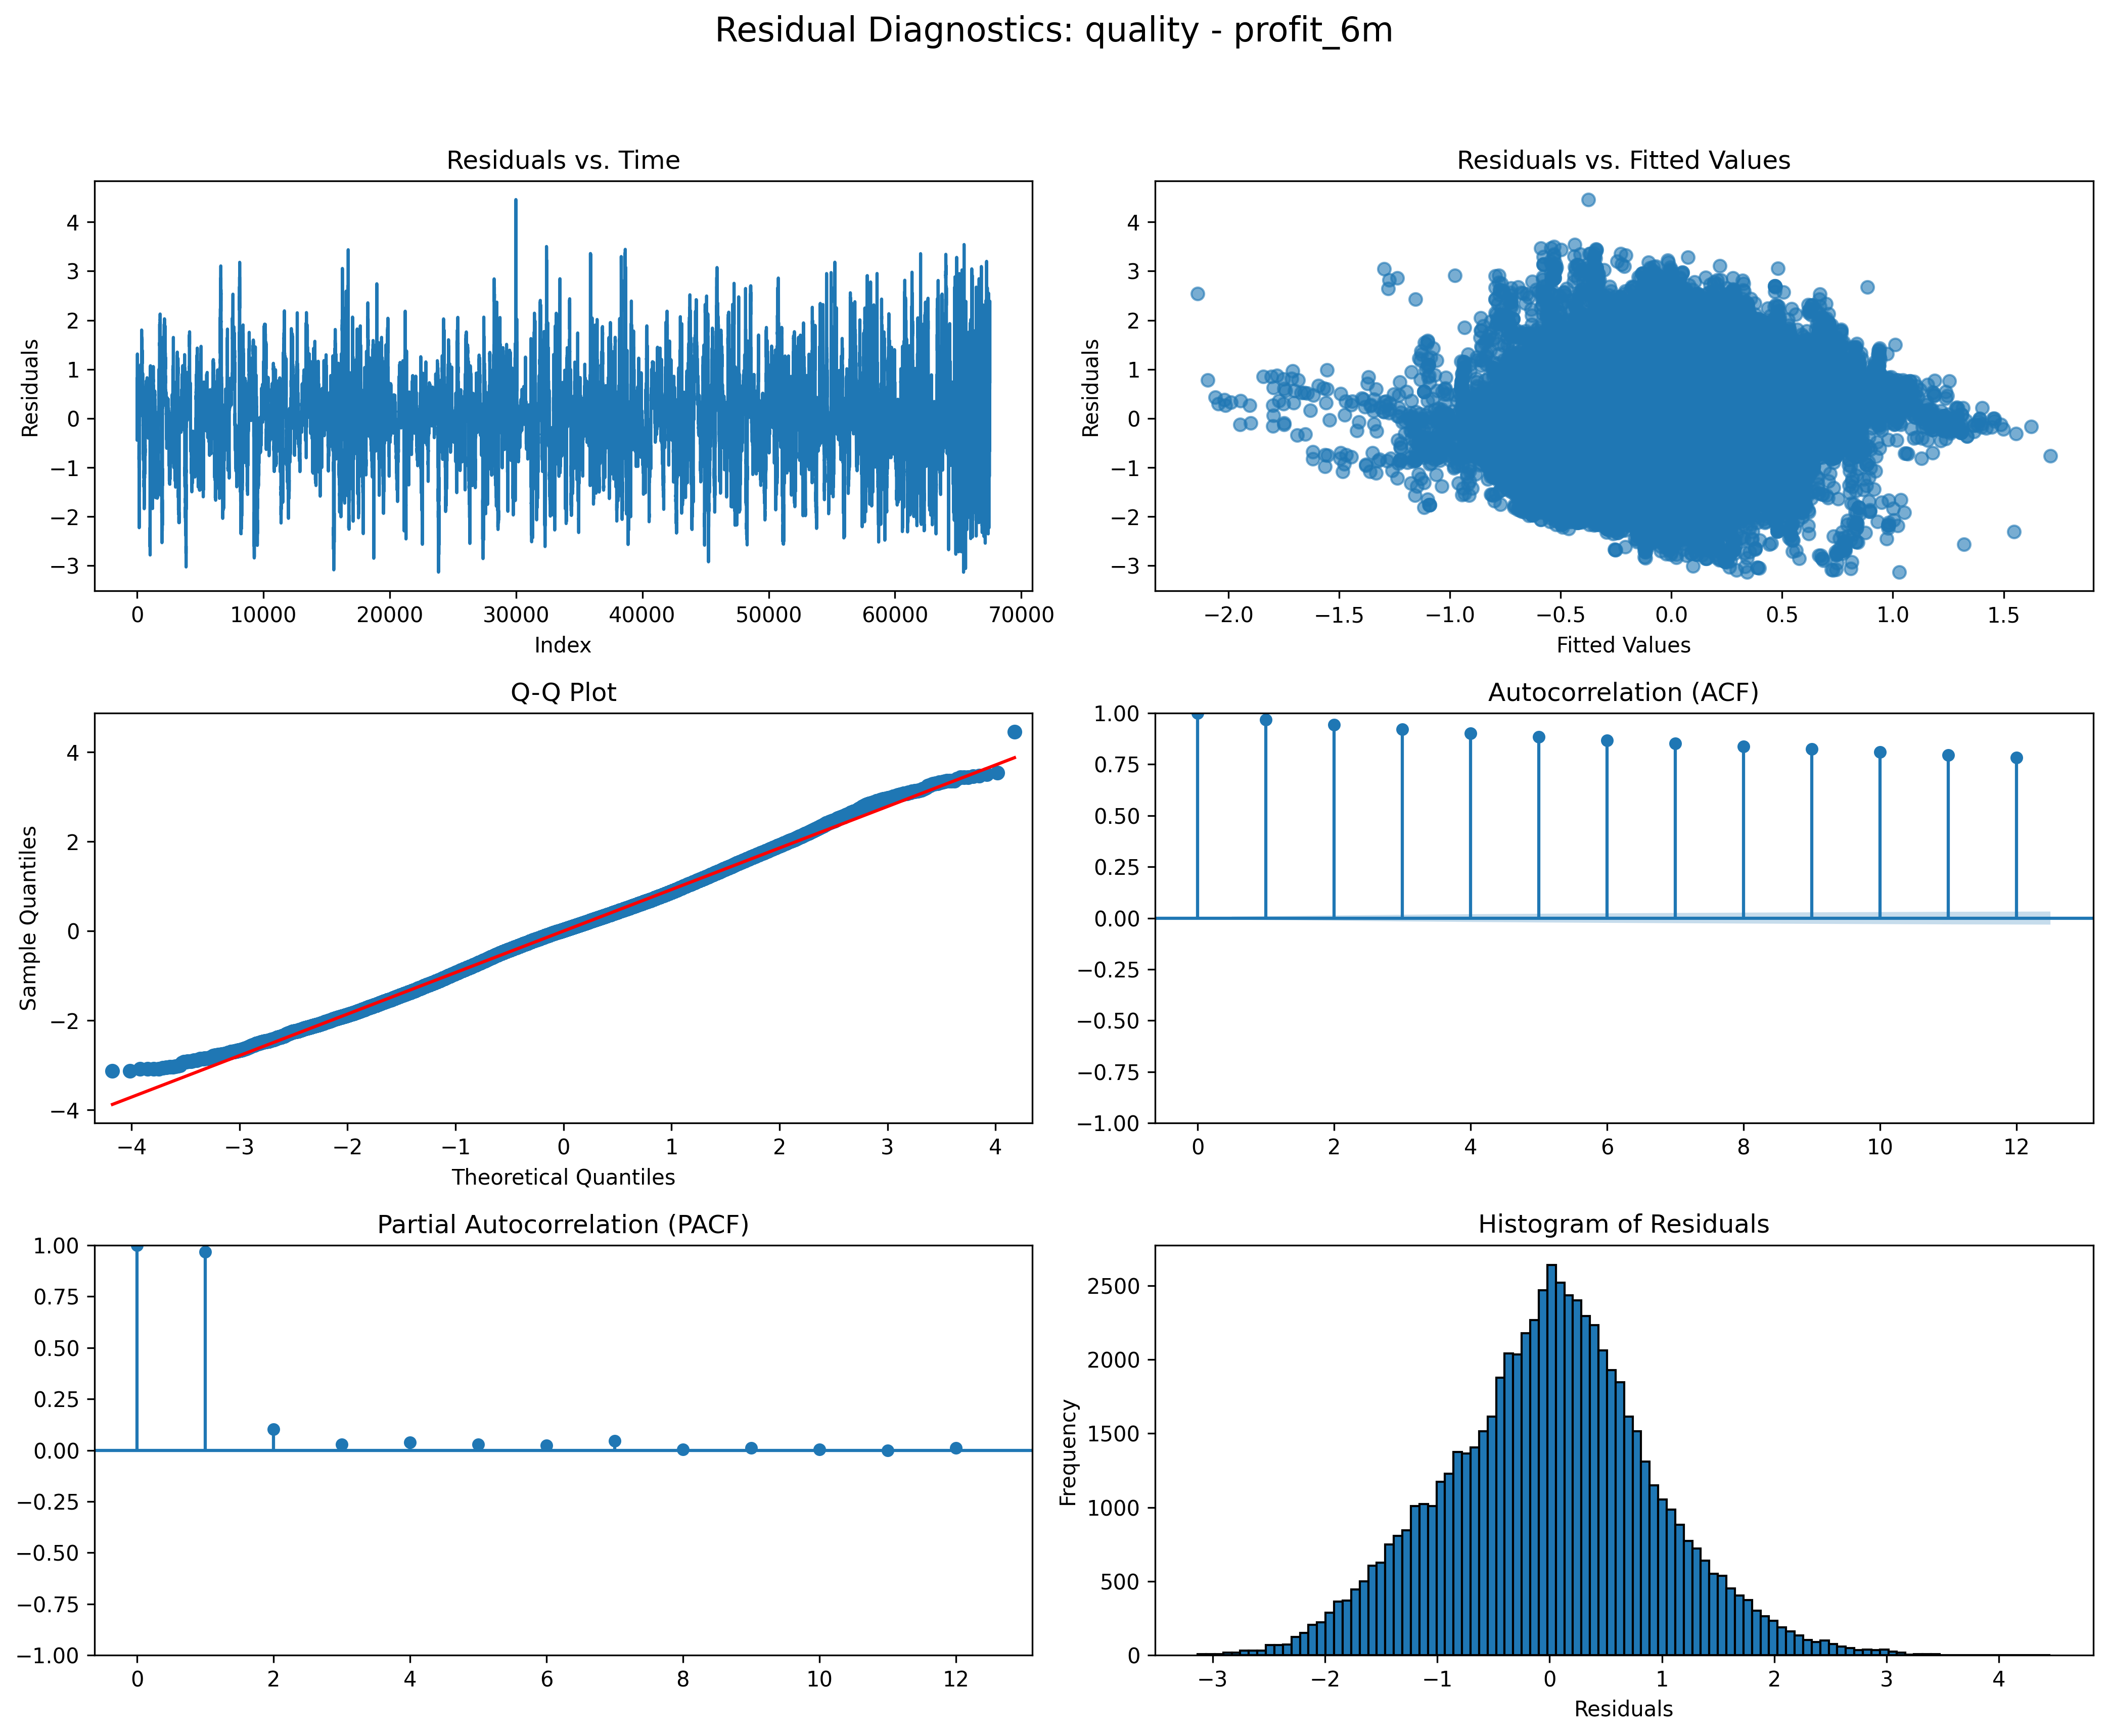 Residual Diagnostics: quality - profit_6m
Residuals vs. Time
Residuals
4
3
2
1
0
−1
−2
−3
0 10000 20000 30000 40000 50000 60000 70000
Index
Residuals vs. Fitted Values
Residuals
4
3
2
1
0
−1
−2
−3
−2.0 −1.5 −1.0 −0.5 0.0 0.5 1.0 1.5
Fitted Values
Q-Q Plot
Sample Quantiles
4
2
0
−2
−4
−4 −3 −2 −1 0 1 2 3 4
Theoretical Quantiles
Autocorrelation (ACF)
1.00
0.75
0.50
0.25
0.00
−0.25
−0.50
−0.75
−1.00
0 2 4 6 8 10 12
Partial Autocorrelation (PACF)
1.00
0.75
0.50
0.25
0.00
−0.25
−0.50
−0.75
−1.00
0 2 4 6 8 10 12
Histogram of Residuals
Frequency
2500
2000
1500
1000
500
0
−3 −2 −1 0 1 2 3 4
Residuals